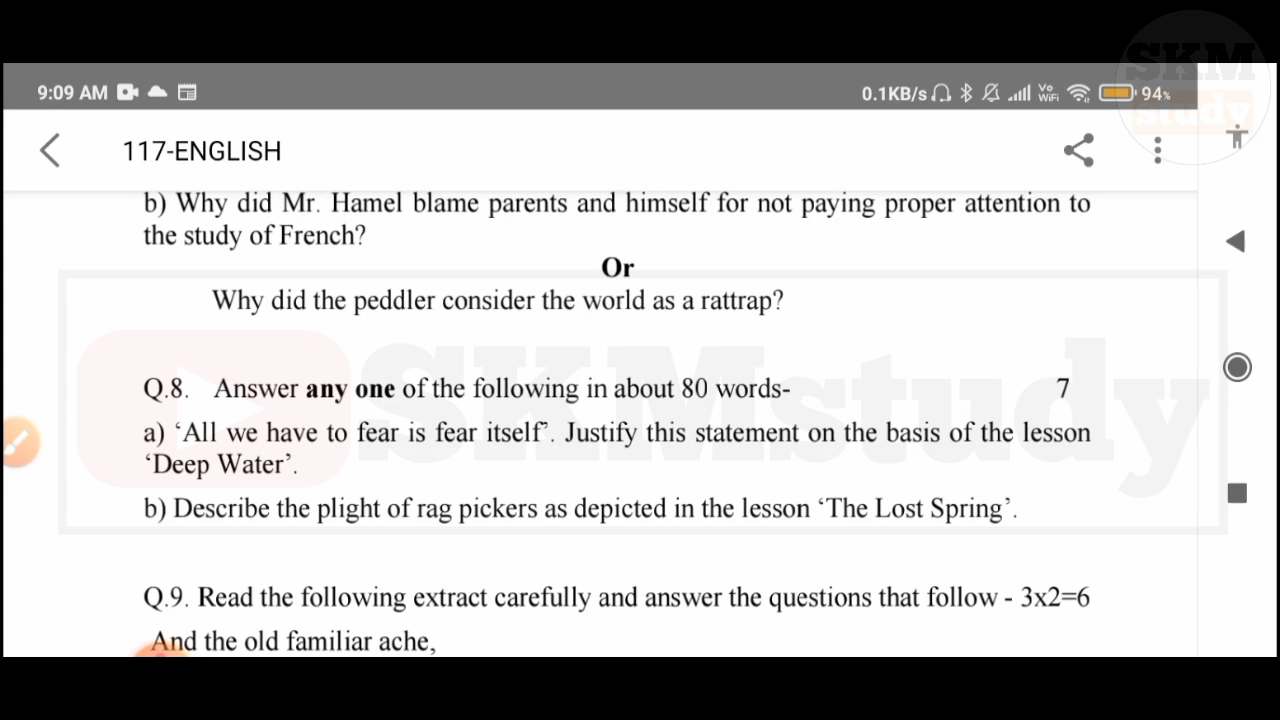 SKM
study
9:09 AM 0.1KB/s Vo WiFi 94%
117-ENGLISH
b) Why did Mr. Hamel blame parents and himself for not paying proper attention to
the study of French?
Or
Why did the peddler consider the world as a rattrap?
SKMstudy
Q.8. Answer any one of the following in about 80 words- 7
a) ‘All we have to fear is fear itself’. Justify this statement on the basis of the lesson
‘Deep Water’.
b) Describe the plight of rag pickers as depicted in the lesson ‘The Lost Spring’.
Q.9. Read the following extract carefully and answer the questions that follow - 3x2=6
And the old familiar ache,